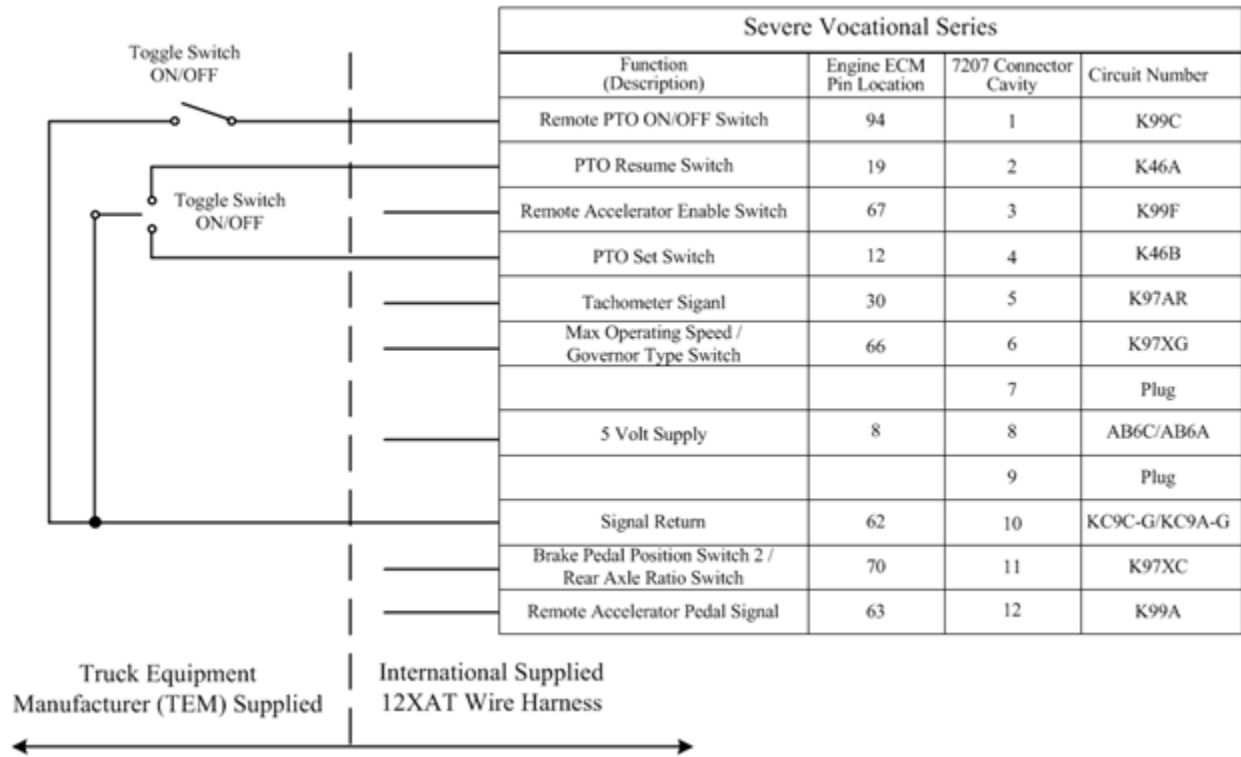 Severe Vocational Series
Toggle Switch
ON/OFF
Function
(Description)
Engine ECM
Pin Location
7207 Connector
Cavity
Circuit Number
Remote PTO ON/OFF Switch 94 1 K99C
PTO Resume Switch 19 2 K46A
Toggle Switch
ON/OFF
Remote Accelerator Enable Switch 67 3 K99F
PTO Set Switch 12 4 K46B
Tachometer Siganl 30 5 K97AR
Max Operating Speed /
Governor Type Switch 66 6 K97XG
7 Plug
5 Volt Supply 8 8 AB6C/AB6A
9 Plug
Signal Return 62 10 KC9C-G/KC9A-G
Brake Pedal Position Switch 2 /
Rear Axle Ratio Switch 70 11 K97XC
Remote Accelerator Pedal Signal 63 12 K99A
Truck Equipment
Manufacturer (TEM) Supplied
International Supplied
12XAT Wire Harness